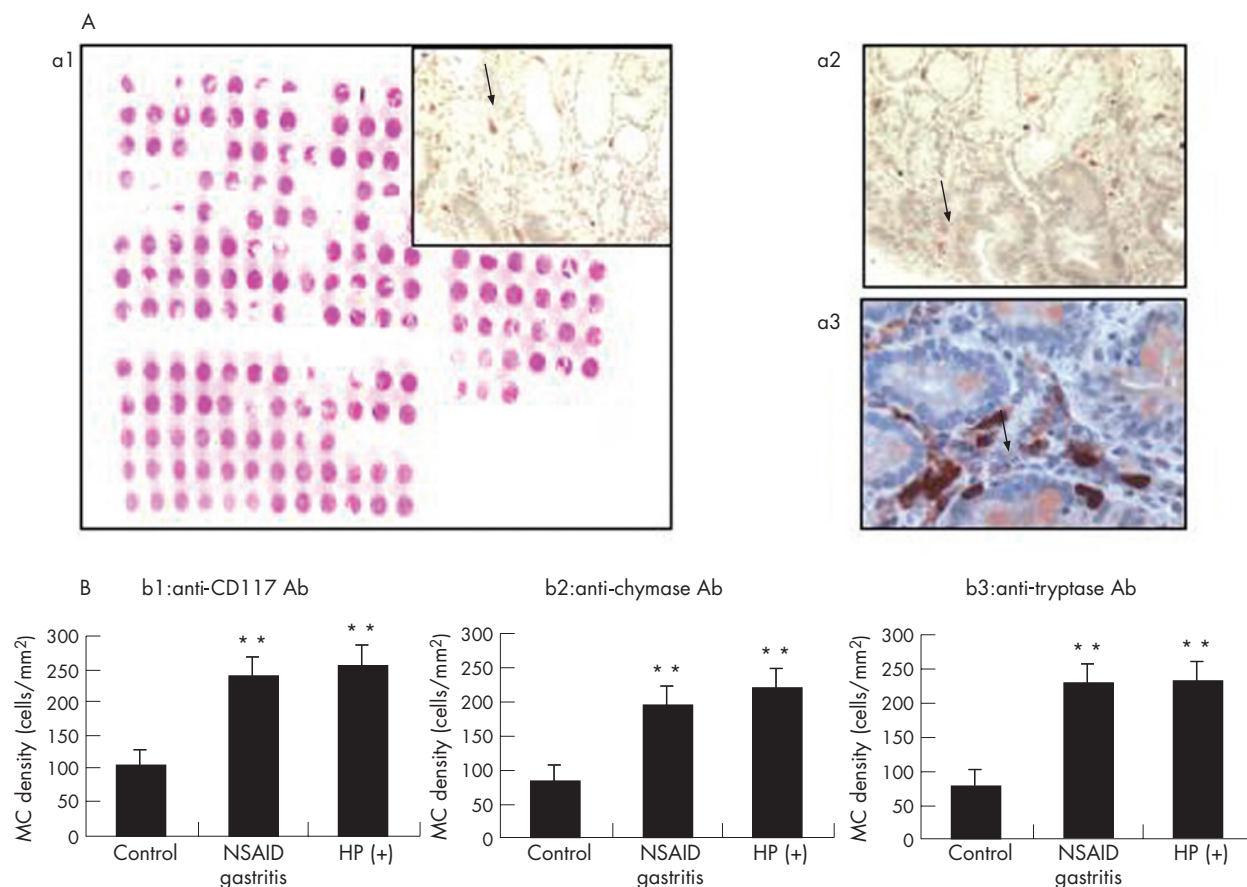 A
a1
a2
a3
B
b1:anti-CD117 Ab
b2:anti-chymase Ab
b3:anti-tryptase Ab
MC density (cells/mm²)
300
250
200
150
100
50
0
* *
* *
Control
NSAID
gastritis
HP (+)
MC density (cells/mm²)
300
250
200
150
100
50
0
* *
* *
Control
NSAID
gastritis
HP (+)
MC density (cells/mm²)
300
250
200
150
100
50
0
* *
* *
Control
NSAID
gastritis
HP (+)